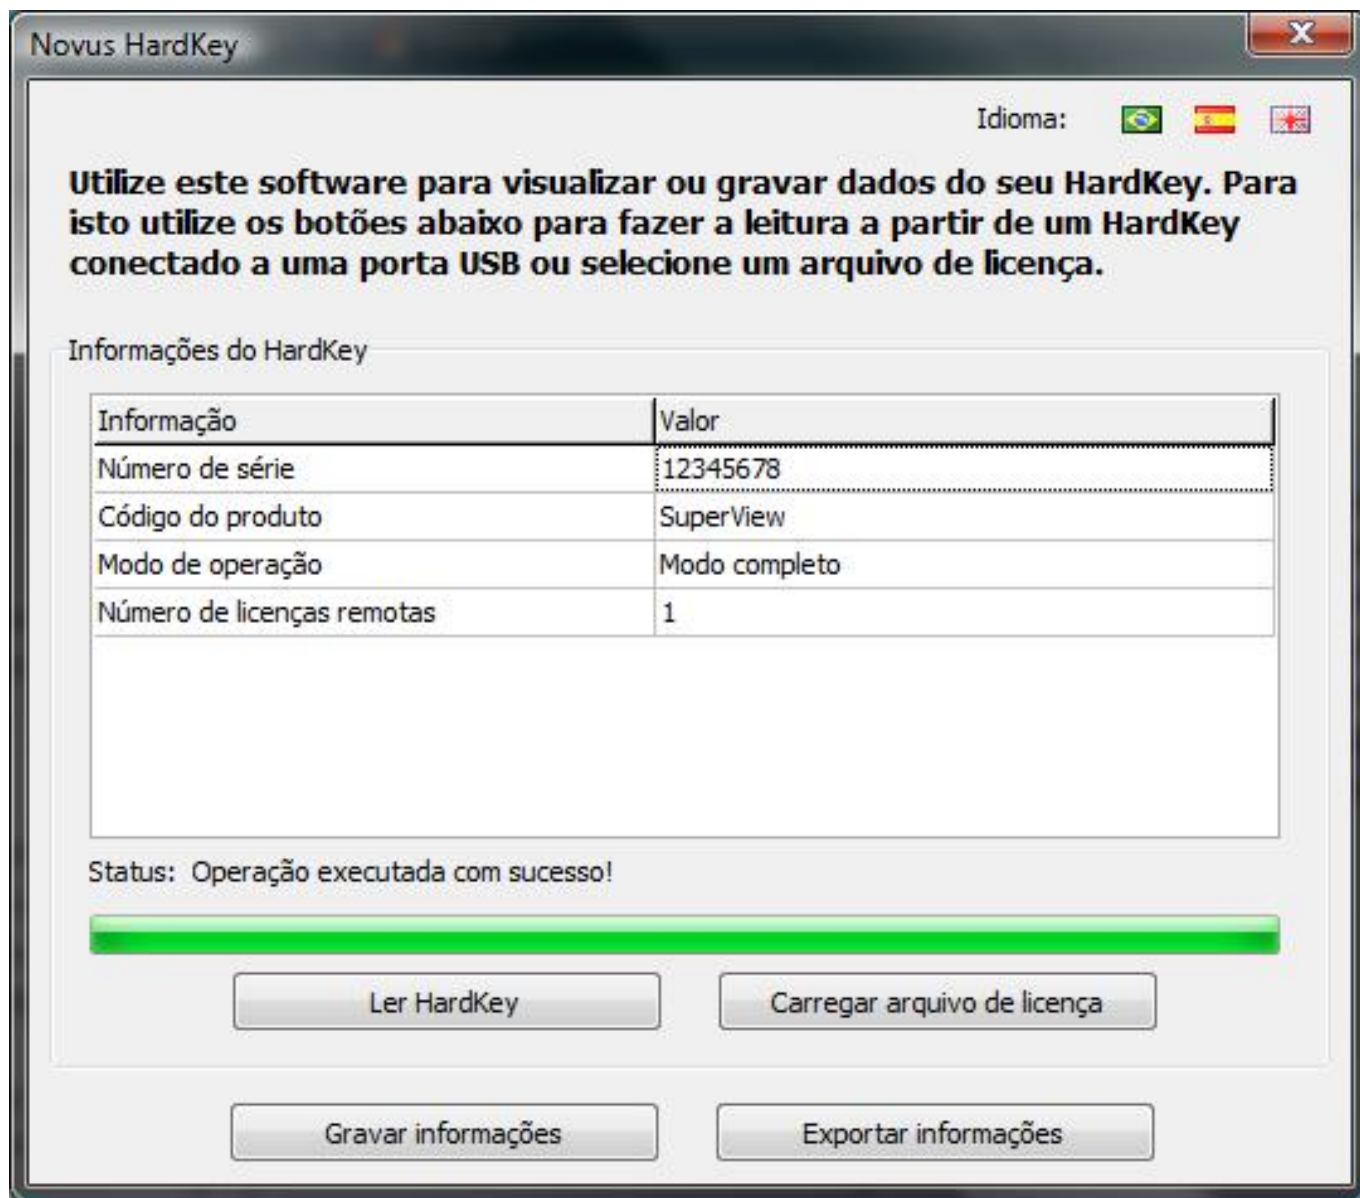 Novus HardKey
Idioma:
Utilize este software para visualizar ou gravar dados do seu HardKey. Para
isto utilize os botões abaixo para fazer a leitura a partir de um HardKey
conectado a uma porta USB ou selecione um arquivo de licença.
Informações do HardKey
Informação Valor
Número de série 12345678
Código do produto SuperView
Modo de operação Modo completo
Número de licenças remotas 1
Status: Operação executada com sucesso!
Ler HardKey Carregar arquivo de licença
Gravar informações Exportar informações